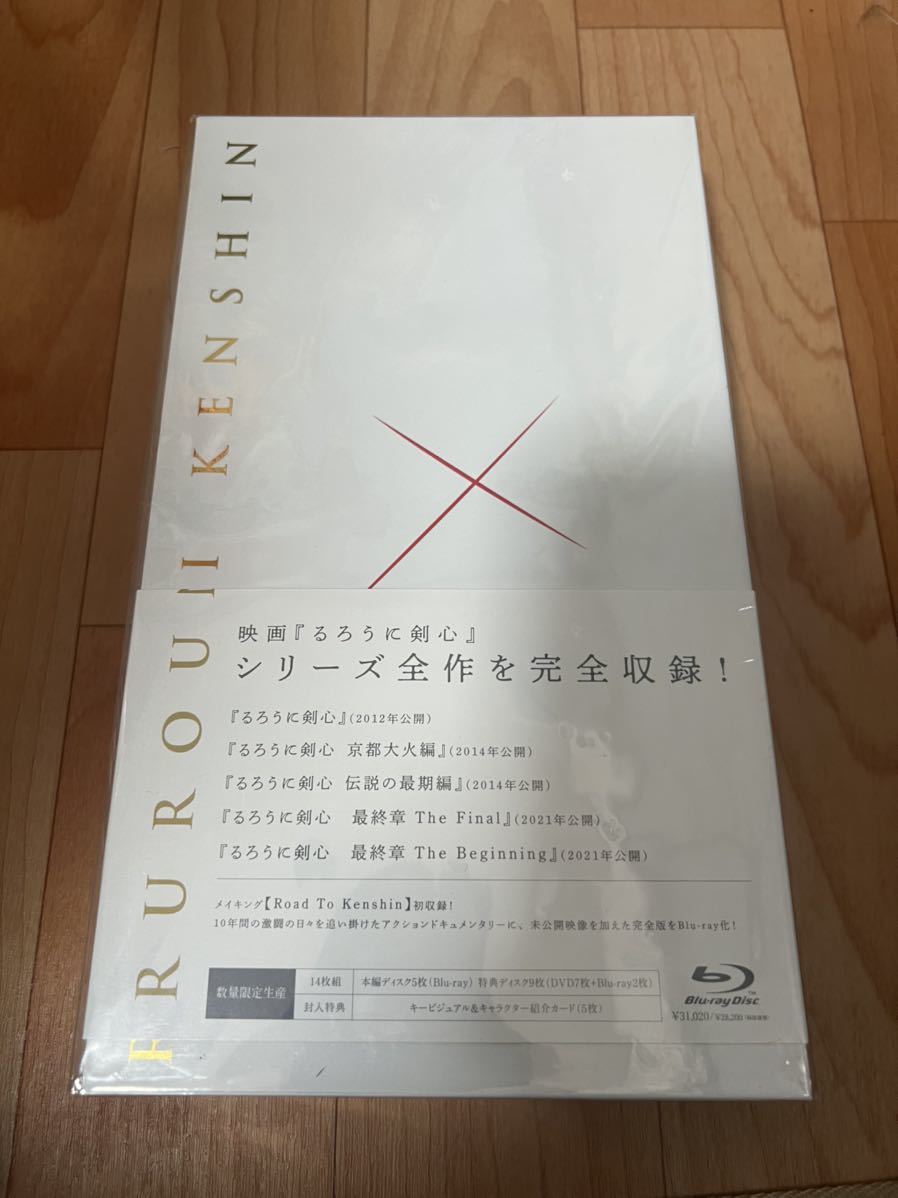 RUROUNI KENSHIN
映画『るろうに剣心』
シリーズ全作を完全収録！
『るろうに剣心』(2012年公開)
『るろうに剣心 京都大火編』(2014年公開)
『るろうに剣心 伝説の最期編』(2014年公開)
『るろうに剣心 最終章 The Final』(2021年公開)
『るろうに剣心 最終章 The Beginning』(2021年公開)
メイキング【Road To Kenshin】初収録！
10年間の激闘の日々を追い掛けたアクションドキュメンタリーに、未公開映像を加えた完全版をBlu-ray化！
数量限定生産
14枚組 本編ディスク5枚(Blu-ray) 特典ディスク9枚(DVD7枚+Blu-ray2枚)
封入特典 キービジュアル&キャラクター紹介カード(5枚)
Blu-ray Disc
¥31,020/¥28,200(税抜価格)